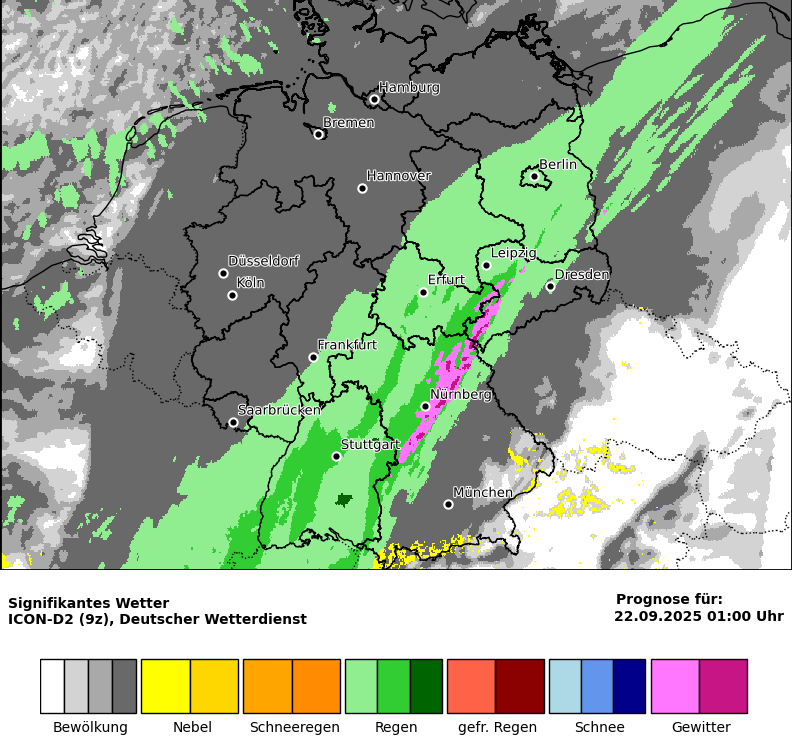 Hamburg
Bremen
Hannover
Berlin
Düsseldorf
Köln
Leipzig
Erfurt
Dresden
Frankfurt
Saarbrücken
Nürnberg
Stuttgart
München
Signifikantes Wetter
ICON-D2 (9z), Deutscher Wetterdienst
Prognose für:
22.09.2025 01:00 Uhr
Bewölkung Nebel Schneeregen Regen gefr. Regen Schnee Gewitter